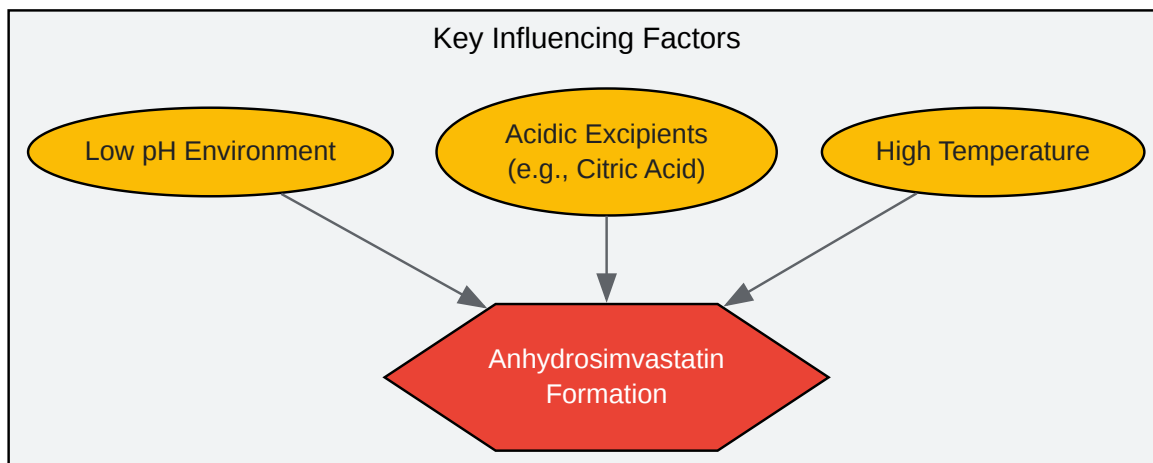 Key Influencing Factors
Low pH Environment
Acidic Excipients
(e.g., Citric Acid)
High Temperature
Anhydrosimvastatin
Formation